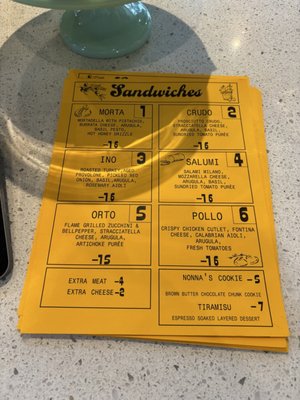 Sandwiches
MORTA 1
MORTADELLA WITH PISTACHIO,
BURRATA CHEESE, ARUGULA,
BASIL PESTO,
HOT HONEY DRIZZLE
-16
CRUDO 2
PROSCIUTTO CRUDO,
STRACCIATELLA CHEESE,
ARUGULA, BASIL,
SUNDRIED TOMATO PURÉE
-16
INO 3
ROASTED TURKEY, AGED
PROVOLONE, PICKLED RED
ONION, BASIL, ARUGULA,
ROSEMARY AIOLI
-16
SALUMI 4
SALAMI MILANO,
MOZZARELLA CHEESE,
ARUGULA, BASIL,
SUNDRIED TOMATO PURÉE
-16
ORTO 5
FLAME GRILLED ZUCCHINI &
BELLPEPPER, STRACCIATELLA
CHEESE, ARUGULA,
ARTICHOKE PURÉE
-15
POLLO 6
CRISPY CHICKEN CUTLET, FONTINA
CHEESE, CALABRIAN AIOLI,
ARUGULA,
FRESH TOMATOES
-16
EXTRA MEAT -4
EXTRA CHEESE -2
NONNA'S COOKIE -5
BROWN BUTTER CHOCOLATE CHUNK COOKIE
TIRAMISU -7
ESPRESSO SOAKED LAYERED DESSERT